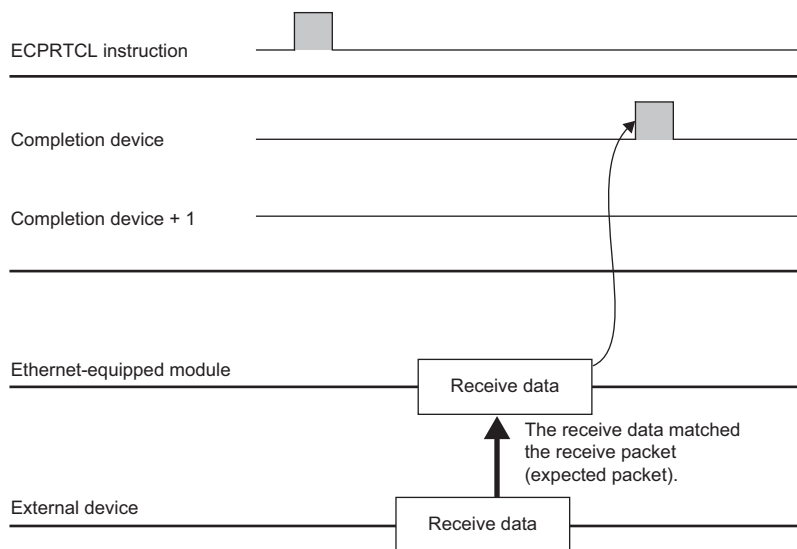 ECPRTCL instruction
Completion device
Completion device + 1
Ethernet-equipped module
Receive data
The receive data matched
the receive packet
(expected packet).
External device
Receive data